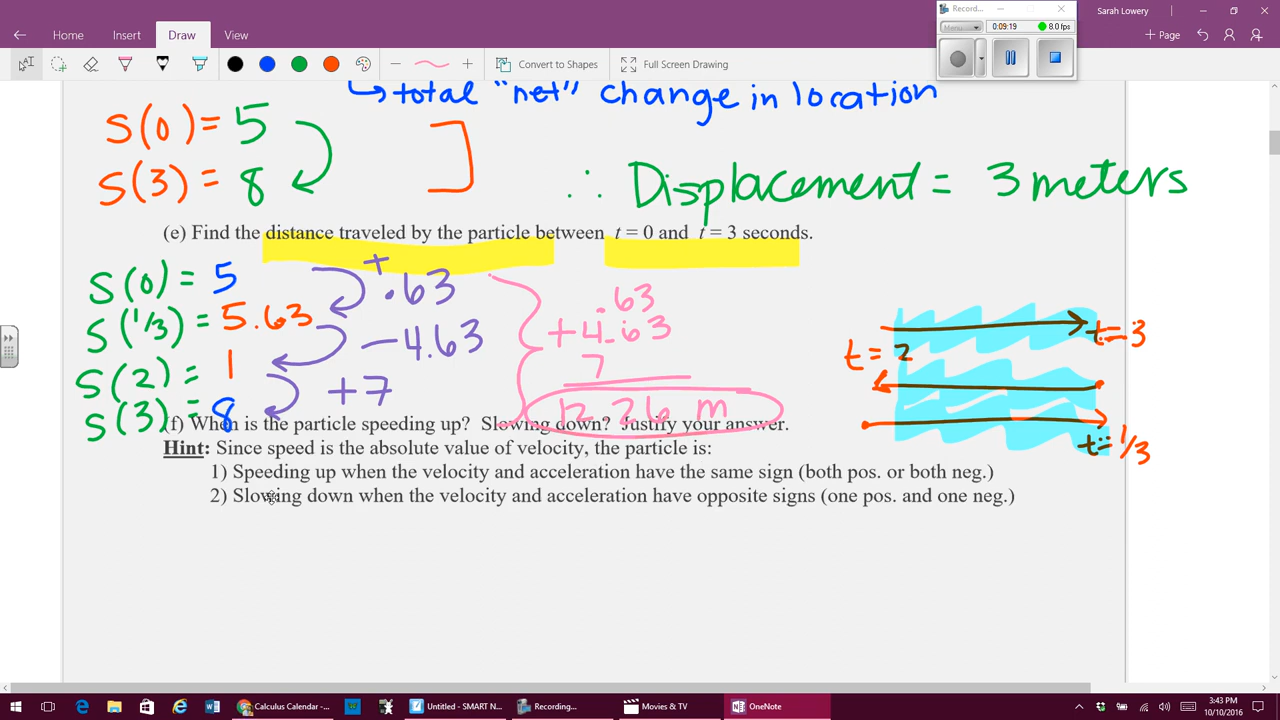 Record...
Sarah Lowery
Home Insert Draw View
Menu 0:09:19 8.0 fps
Page
Convert to Shapes Full Screen Drawing
↳ total "net" change in location
S(0) = 5
S(3) = 8
∴ Displacement = 3 meters
(e) Find the distance traveled by the particle between t = 0 and t = 3 seconds.
S(0) = 5
+.63
S(1/3) = 5.63
-4.63
S(2) = 1
+7
S(3) = 8
.63
+4.63
7
12.26 m
t = 3
t = 2
t = 1/3
(f) When is the particle speeding up? Slowing down? Justify your answer.
Hint: Since speed is the absolute value of velocity, the particle is:
1) Speeding up when the velocity and acceleration have the same sign (both pos. or both neg.)
2) Slowing down when the velocity and acceleration have opposite signs (one pos. and one neg.)
Calculus Calendar -... Untitled - SMART N... Recording... Movies & TV OneNote
3:43 PM
10/10/2016